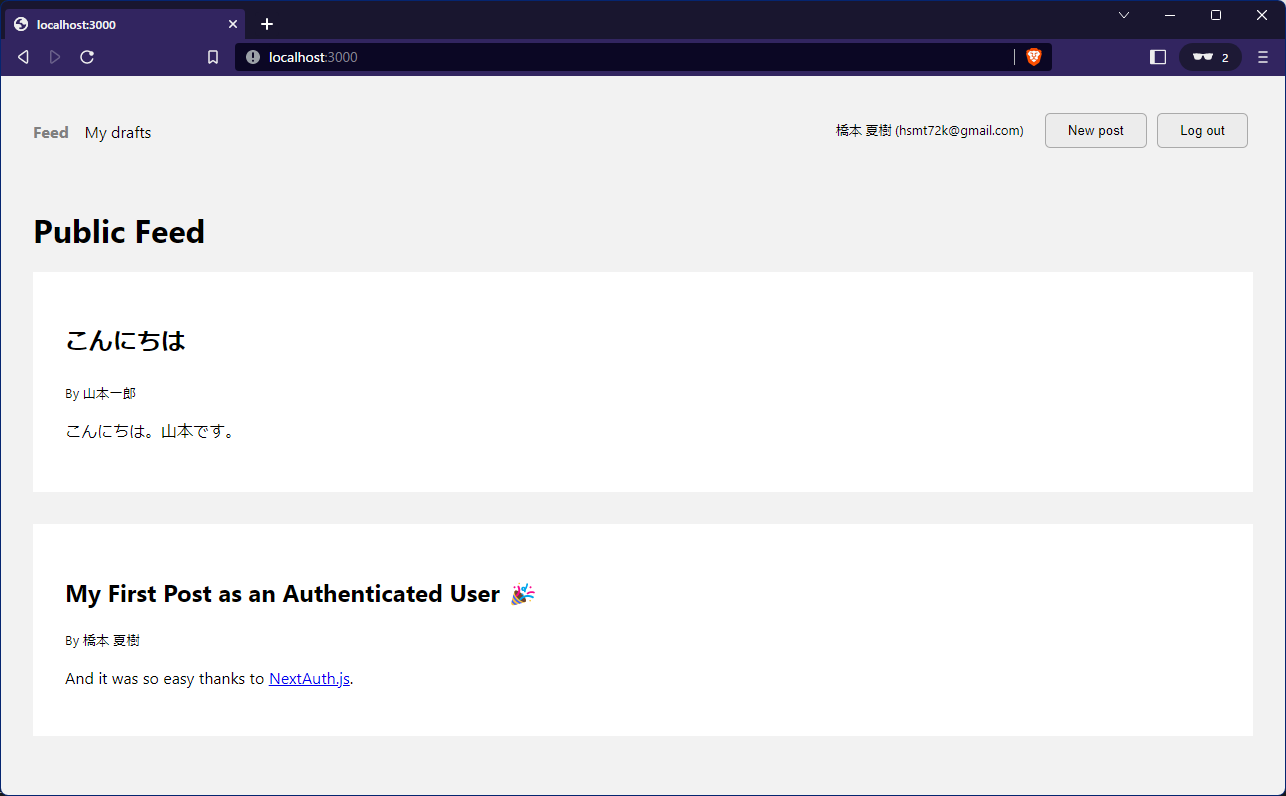 localhost:3000
localhost:3000
2
Feed My drafts 橋本 夏樹 (hsmt72k@gmail.com) New post Log out
Public Feed
こんにちは
By 山本一郎
こんにちは。山本です。
My First Post as an Authenticated User 🎉
By 橋本 夏樹
And it was so easy thanks to NextAuth.js.